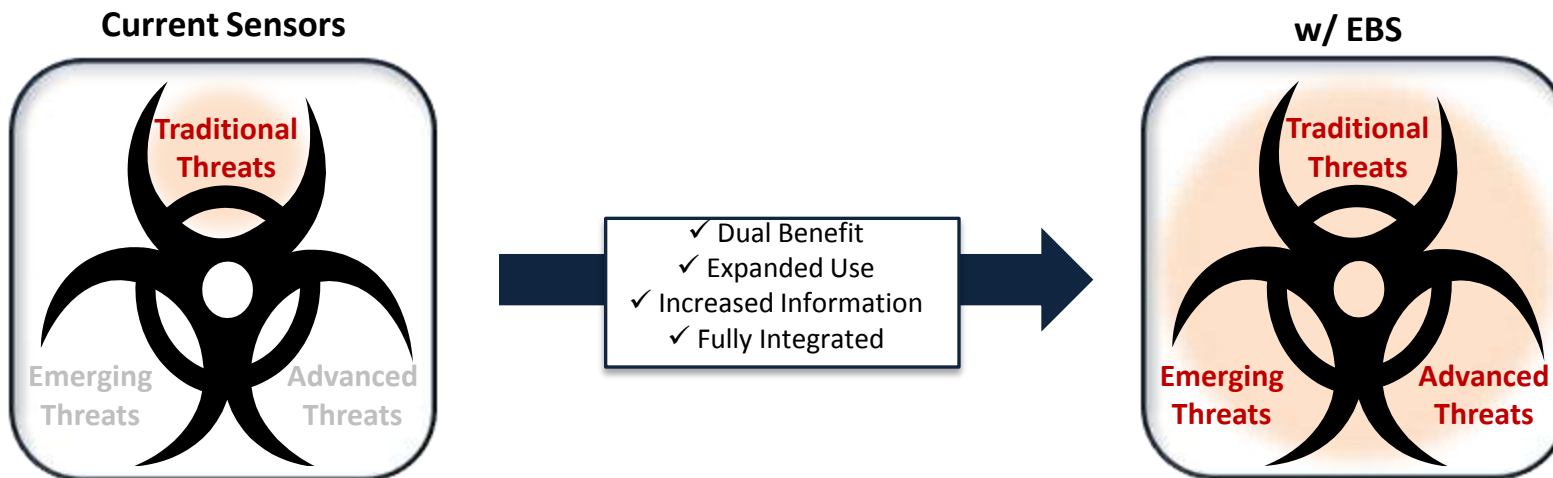 Current Sensors
Traditional
Threats
Emerging
Threats
Advanced
Threats
✓ Dual Benefit
✓ Expanded Use
✓ Increased Information
✓ Fully Integrated
w/ EBS
Traditional
Threats
Emerging
Threats
Advanced
Threats